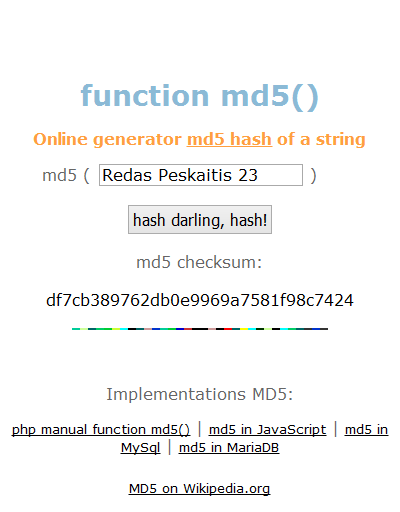 function md5()
Online generator md5 hash of a string
md5 ( Redas Peskaitis 23 )
hash darling, hash!
md5 checksum:
df7cb389762db0e9969a7581f98c7424
Implementations MD5:
php manual function md5() | md5 in JavaScript | md5 in
MySql | md5 in MariaDB
MD5 on Wikipedia.org